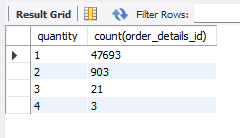 Result Grid Filter Rows:
quantity count(order_details_id)
1 47693
2 903
3 21
4 3